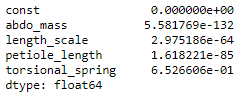 const 0.000000e+00
abdo_mass 5.581769e-132
length_scale 2.975186e-64
petiole_length 1.618221e-85
torsional_spring 6.526606e-01
dtype: float64